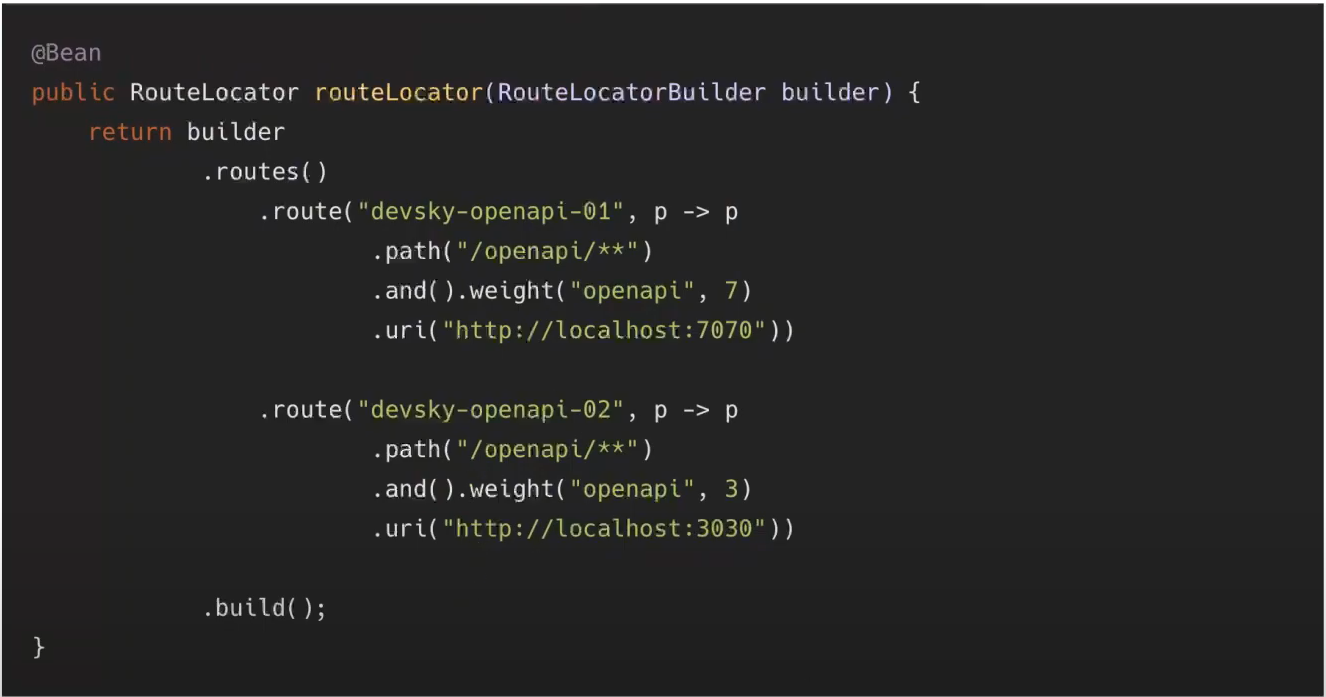 @Bean
public RouteLocator routeLocator(RouteLocatorBuilder builder) {
    return builder
            .routes()
                .route("devsky-openapi-01", p -> p
                        .path("/openapi/**")
                        .and().weight("openapi", 7)
                        .uri("http://localhost:7070"))
                .route("devsky-openapi-02", p -> p
                        .path("/openapi/**")
                        .and().weight("openapi", 3)
                        .uri("http://localhost:3030"))
            .build();
}